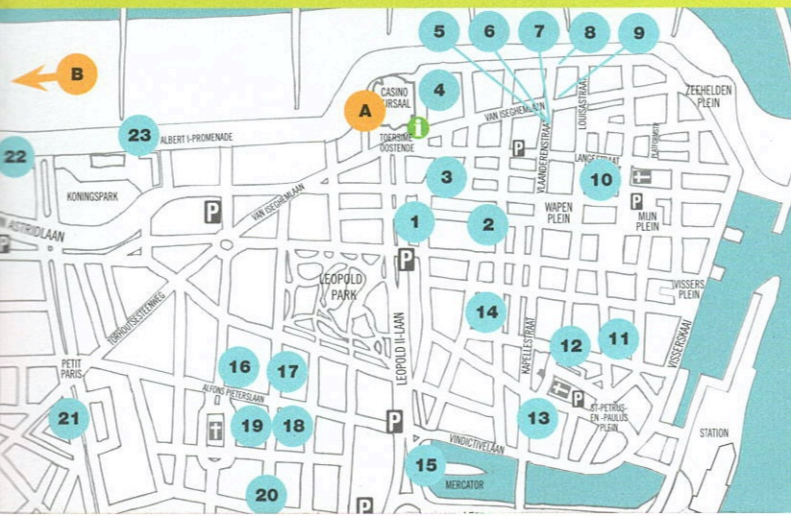 5
6
7
8
9
B
4
CASINO
A
VAN ISEGHEMLAAN
LOUISASTRAAT
ZEEHELDEN
PLEIN
i
23
ALBERT I-PROMENADE
TOERISME
OOSTENDE
22
P
VLAANDERENSTRAAT
KONINGSPARK
3
10
P
VAN ISEGHEMLAAN
P
WAPEN
PLEIN
MIJN
PLEIN
1
2
ASTRIDLAAN
P
P
LEOPOLD
PARK
VISSERS
PLEIN
TORHOUTSESTEENWEG
14
LEOPOLD II-LAAN
KAPELLESTRAAT
12
11
VISSERSKAAI
PETIT
PARIS
16
17
ALFONS PIETERSLAAN
P
ST-PETRUS-
EN -PAULUS
PLEIN
21
19
18
P
13
VINDICTIVELAAN
STATION
15
MERCATOR
20
P